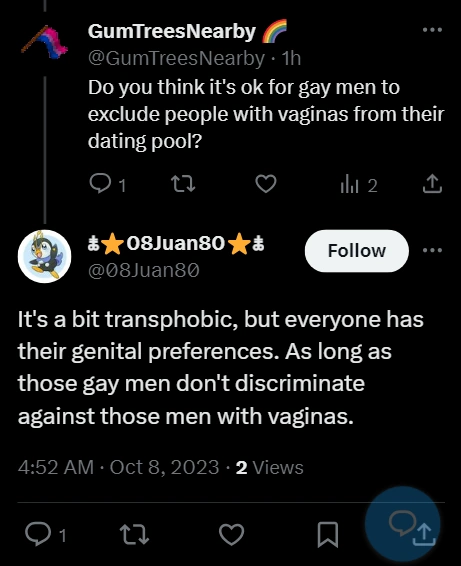 GumTreesNearby 🌈
@GumTreesNearby · 1h
Do you think it's ok for gay men to
exclude people with vaginas from their
dating pool?
1
2
🎍⭐08Juan80⭐🎍
@08Juan80
Follow
It's a bit transphobic, but everyone has
their genital preferences. As long as
those gay men don't discriminate
against those men with vaginas.
4:52 AM · Oct 8, 2023 · 2 Views
1